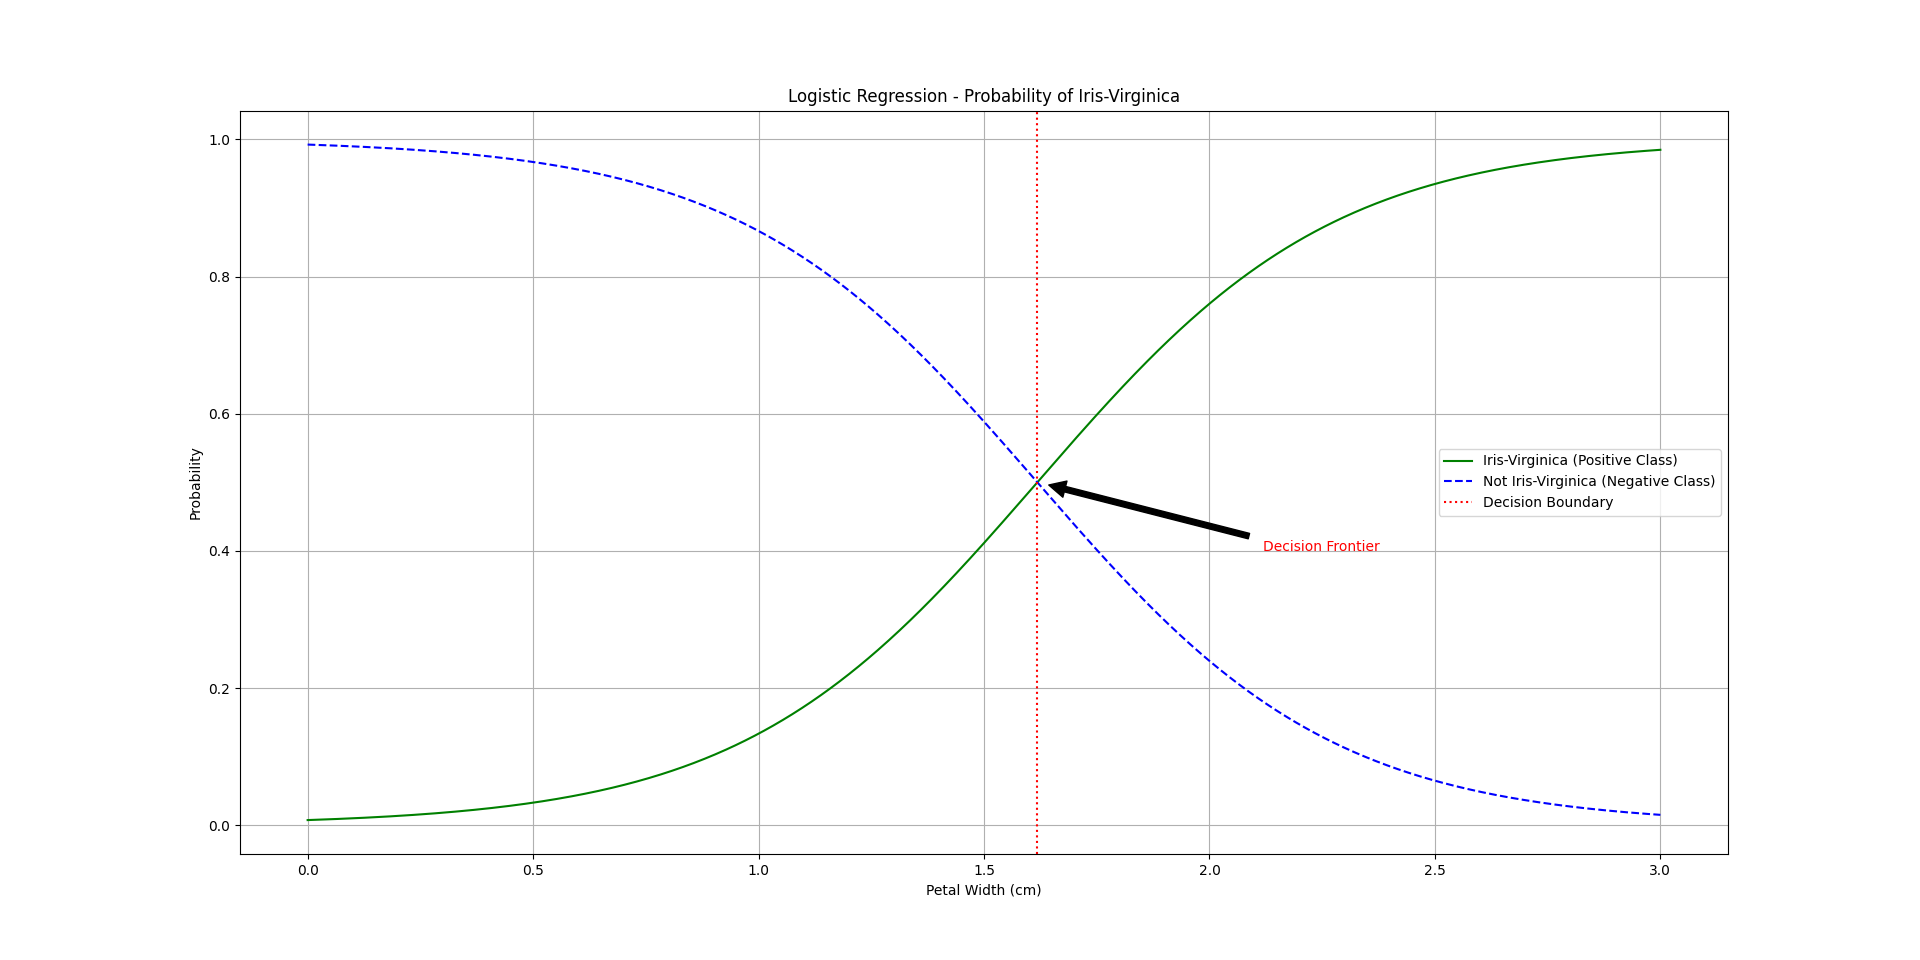 Logistic Regression - Probability of Iris-Virginica
1.0
0.8
0.6
0.4
0.2
0.0
Probability
Iris-Virginica (Positive Class)
Not Iris-Virginica (Negative Class)
Decision Boundary
Decision Frontier
0.0 0.5 1.0 1.5 2.0 2.5 3.0
Petal Width (cm)